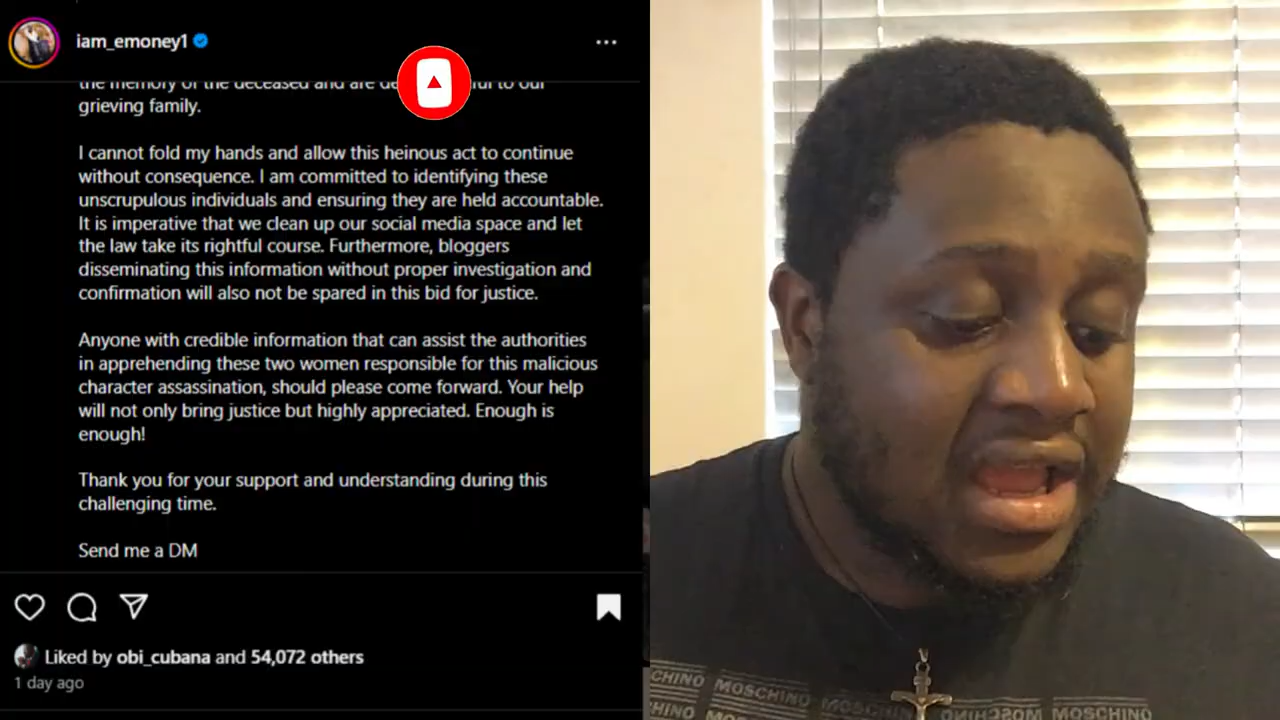 iam_emoney1
the memory of the deceased and are to our
grieving family.
I cannot fold my hands and allow this heinous act to continue
without consequence. I am committed to identifying these
unscrupulous individuals and ensuring they are held accountable.
It is imperative that we clean up our social media space and let
the law take its rightful course. Furthermore, bloggers
disseminating this information without proper investigation and
confirmation will also not be spared in this bid for justice.
Anyone with credible information that can assist the authorities
in apprehending these two women responsible for this malicious
character assassination, should please come forward. Your help
will not only bring justice but highly appreciated. Enough is
enough!
Thank you for your support and understanding during this
challenging time.
Send me a DM
Liked by obi_cubana and 54,072 others
1 day ago
MOSCHINO MOSCHINO
MOSCHINO